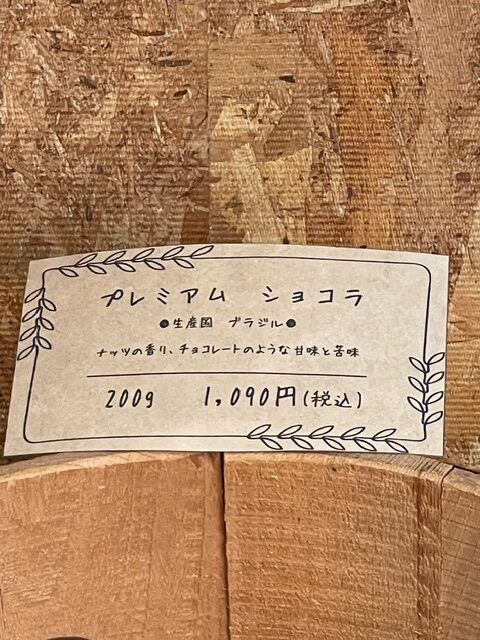 プレミアム ショコラ
●生産国 ブラジル●
ナッツの香り、チョコレートのような甘味と苦味
200g 1,090円(税込)